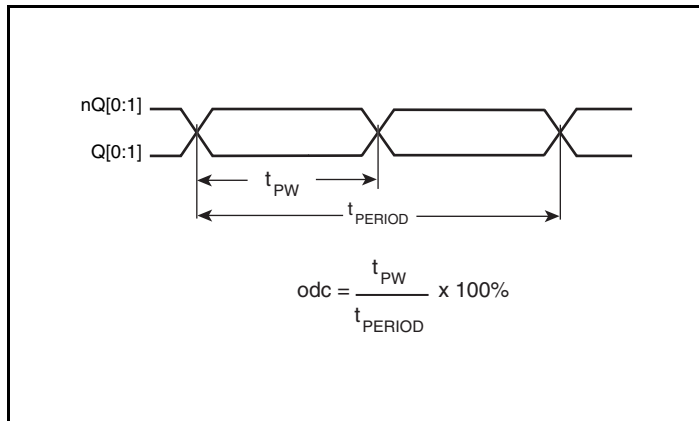 nQ[0:1]
Q[0:1]
tPW
tPERIOD
odc = tPW / tPERIOD x 100%